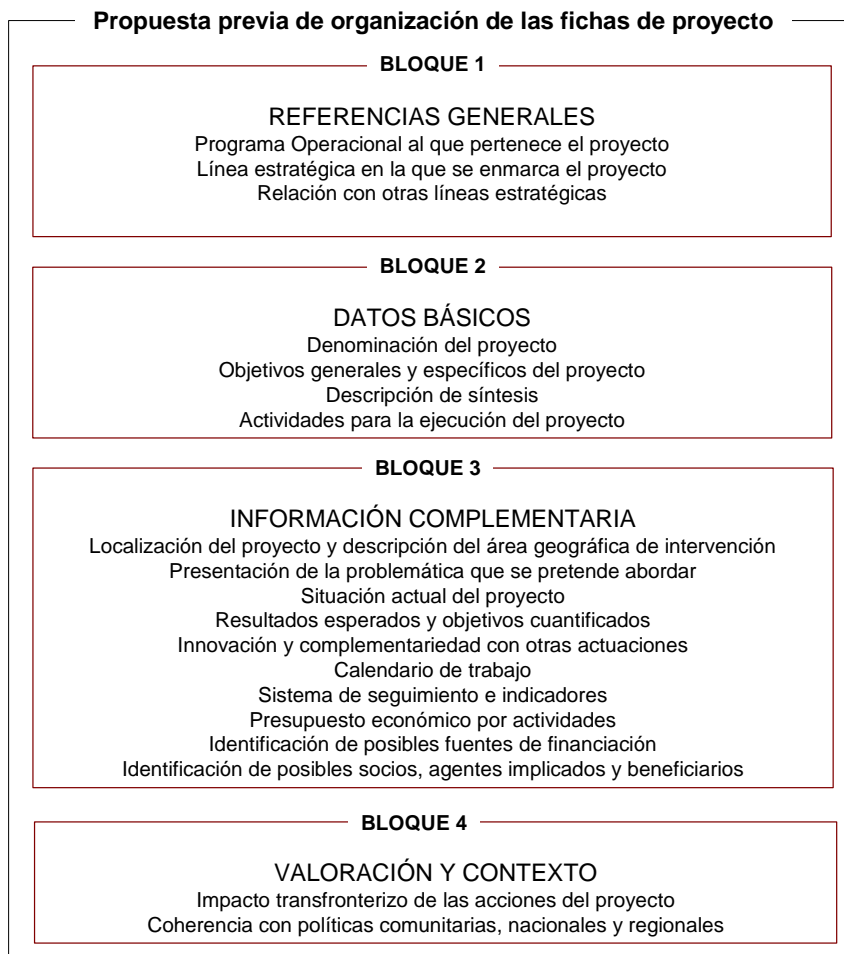 Propuesta previa de organización de las fichas de proyecto
BLOQUE 1
REFERENCIAS GENERALES
Programa Operacional al que pertenece el proyecto
Línea estratégica en la que se enmarca el proyecto
Relación con otras líneas estratégicas
BLOQUE 2
DATOS BÁSICOS
Denominación del proyecto
Objetivos generales y específicos del proyecto
Descripción de síntesis
Actividades para la ejecución del proyecto
BLOQUE 3
INFORMACIÓN COMPLEMENTARIA
Localización del proyecto y descripción del área geográfica de intervención
Presentación de la problemática que se pretende abordar
Situación actual del proyecto
Resultados esperados y objetivos cuantificados
Innovación y complementariedad con otras actuaciones
Calendario de trabajo
Sistema de seguimiento e indicadores
Presupuesto económico por actividades
Identificación de posibles fuentes de financiación
Identificación de posibles socios, agentes implicados y beneficiarios
BLOQUE 4
VALORACIÓN Y CONTEXTO
Impacto transfronterizo de las acciones del proyecto
Coherencia con políticas comunitarias, nacionales y regionales